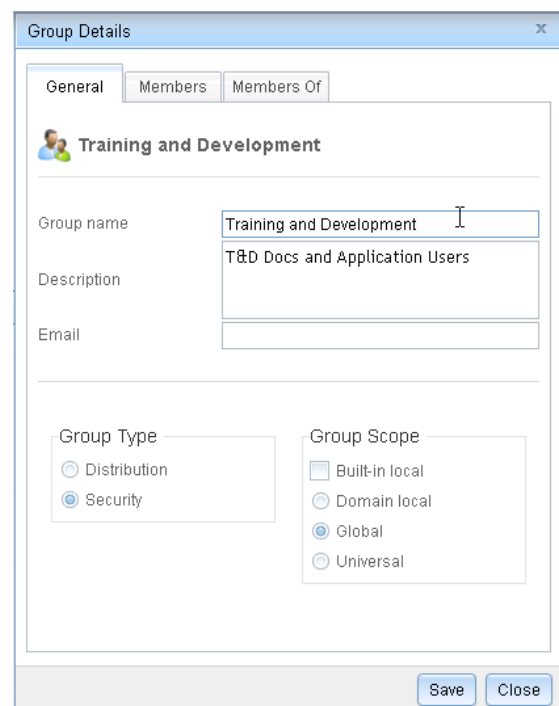 Group Details x
General Members Members Of
Training and Development
Group name Training and Development
Description T&D Docs and Application Users
Email
Group Type
Distribution
Security
Group Scope
Built-in local
Domain local
Global
Universal
Save Close